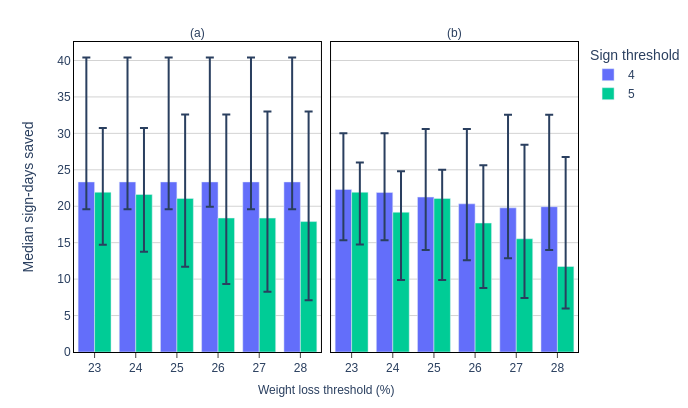 (a) (b)
Sign threshold
4
5
Median sign-days saved
40
35
30
25
20
15
10
5
0
23 24 25 26 27 28 23 24 25 26 27 28
Weight loss threshold (%)